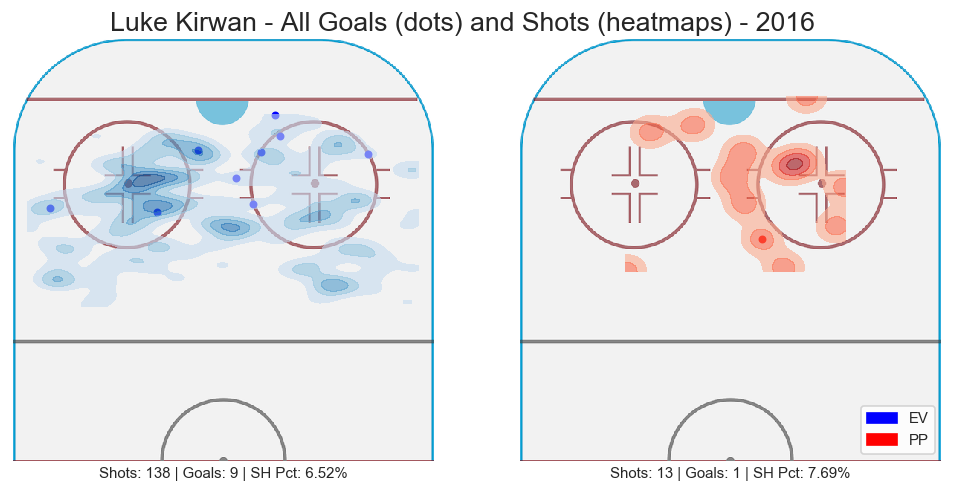 Luke Kirwan - All Goals (dots) and Shots (heatmaps) - 2016
EV
PP
Shots: 138 | Goals: 9 | SH Pct: 6.52%
Shots: 13 | Goals: 1 | SH Pct: 7.69%